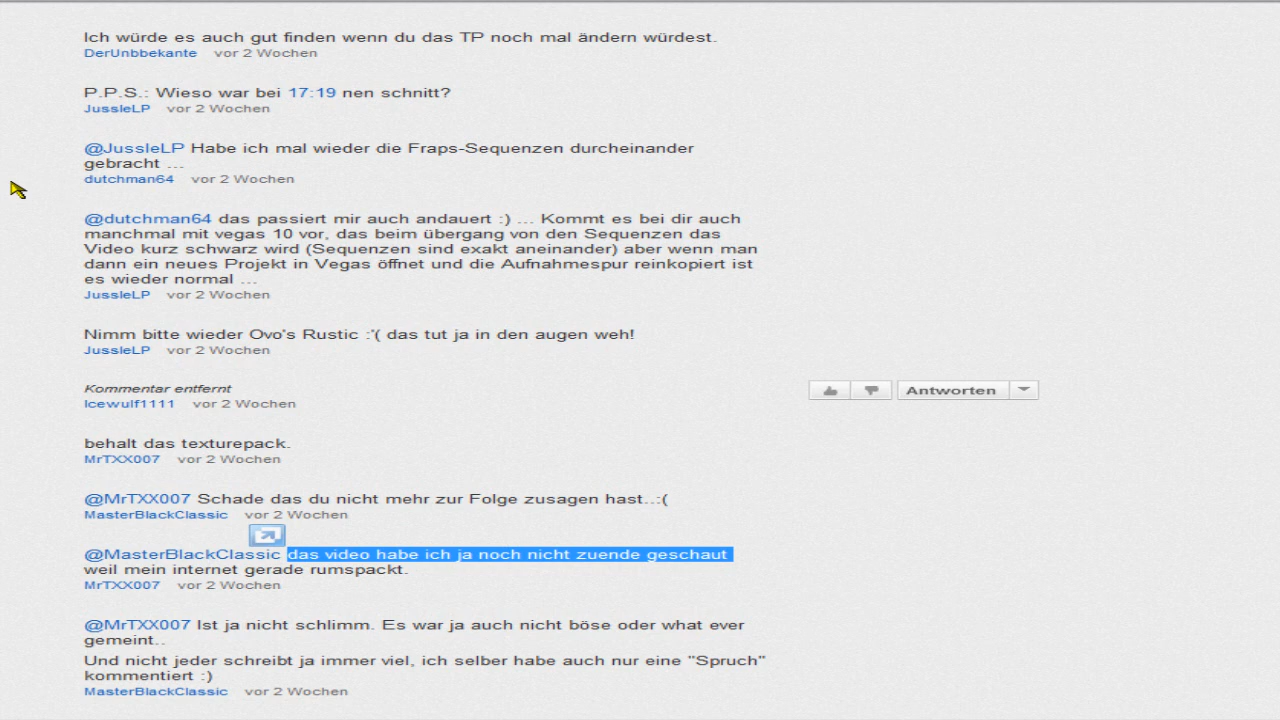 Ich würde es auch gut finden wenn du das TP noch mal ändern würdest.
DerUnbbekante vor 2 Wochen
P.P.S.: Wieso war bei 17:19 nen schnitt?
JussleLP vor 2 Wochen
@JussleLP Habe ich mal wieder die Fraps-Sequenzen durcheinander
gebracht ...
dutchman64 vor 2 Wochen
@dutchman64 das passiert mir auch andauert :) ... Kommt es bei dir auch
manchmal mit vegas 10 vor, das beim übergang von den Sequenzen das
Video kurz schwarz wird (Sequenzen sind exakt aneinander) aber wenn man
dann ein neues Projekt in Vegas öffnet und die Aufnahmespur reinkopiert ist
es wieder normal ...
JussleLP vor 2 Wochen
Nimm bitte wieder Ovo's Rustic :'( das tut ja in den augen weh!
JussleLP vor 2 Wochen
Kommentar entfernt
Icewulf1111 vor 2 Wochen
Antworten
behalt das texturepack.
MrTXX007 vor 2 Wochen
@MrTXX007 Schade das du nicht mehr zur Folge zusagen hast..:(
MasterBlackClassic vor 2 Wochen
@MasterBlackClassic das video habe ich ja noch nicht zuende geschaut
weil mein internet gerade rumspackt.
MrTXX007 vor 2 Wochen
@MrTXX007 Ist ja nicht schlimm. Es war ja auch nicht böse oder what ever
gemeint..
Und nicht jeder schreibt ja immer viel, ich selber habe auch nur eine "Spruch"
kommentiert :)
MasterBlackClassic vor 2 Wochen